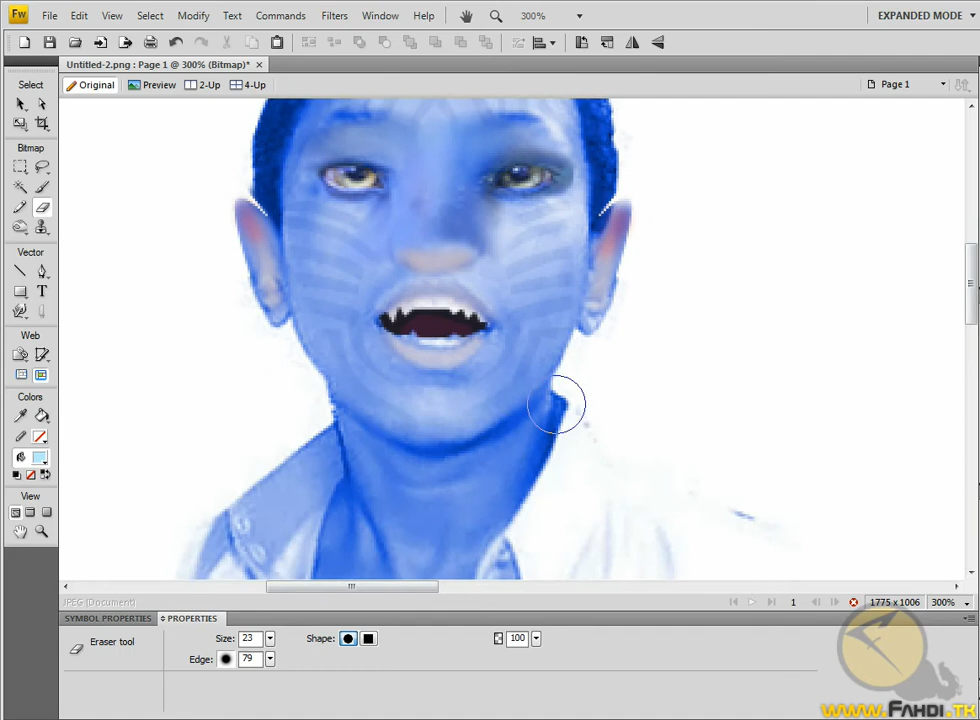 Fw File Edit View Select Modify Text Commands Filters Window Help 300% EXPANDED MODE
Untitled-2.png : Page 1 @ 300% (Bitmap)*
Original Preview 2-Up 4-Up Page 1
Select
Bitmap
Vector
T
Web
Colors
View
JPEG (Document) 1 1775 x 1006 300%
SYMBOL PROPERTIES PROPERTIES
Eraser tool Size: 23 Shape: 100
Edge: 79
www.FAHDI.TK